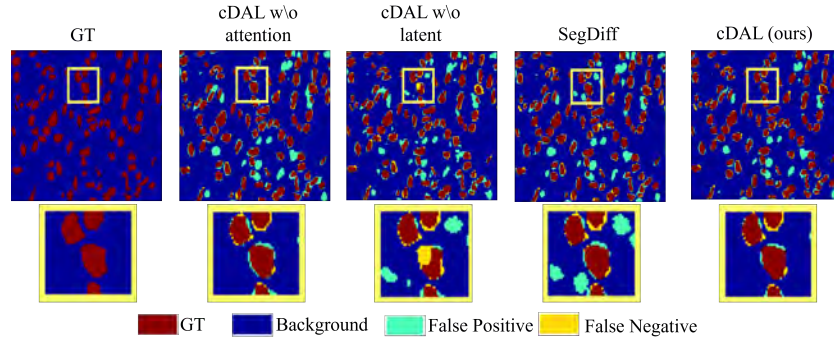 GT
cDAL w\o
attention
cDAL w\o
latent
SegDiff
cDAL (ours)
GT
Background
False Positive
False Negative